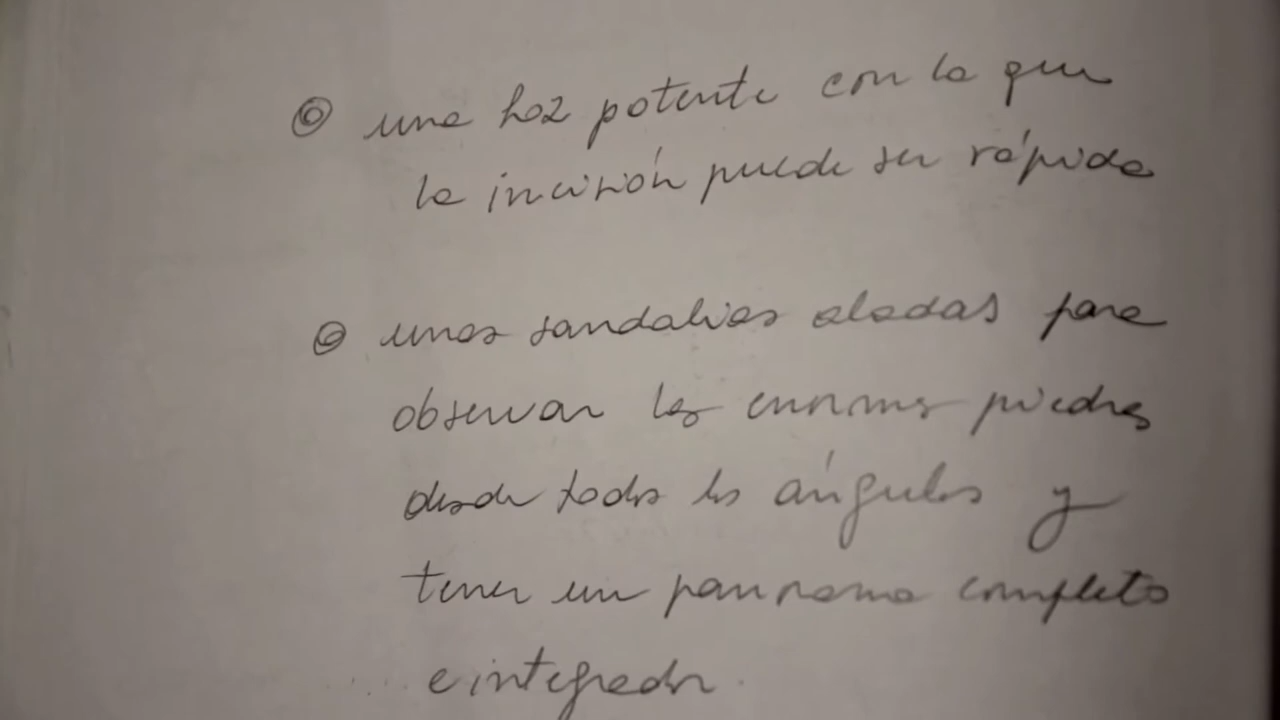 ◎ una hoz potente con la que
la incisión puede ser rápida
◎ unas sandalias aladas para
observar las enormes piedras
desde todos los ángulos y
tener un panorama completo
e integrador.